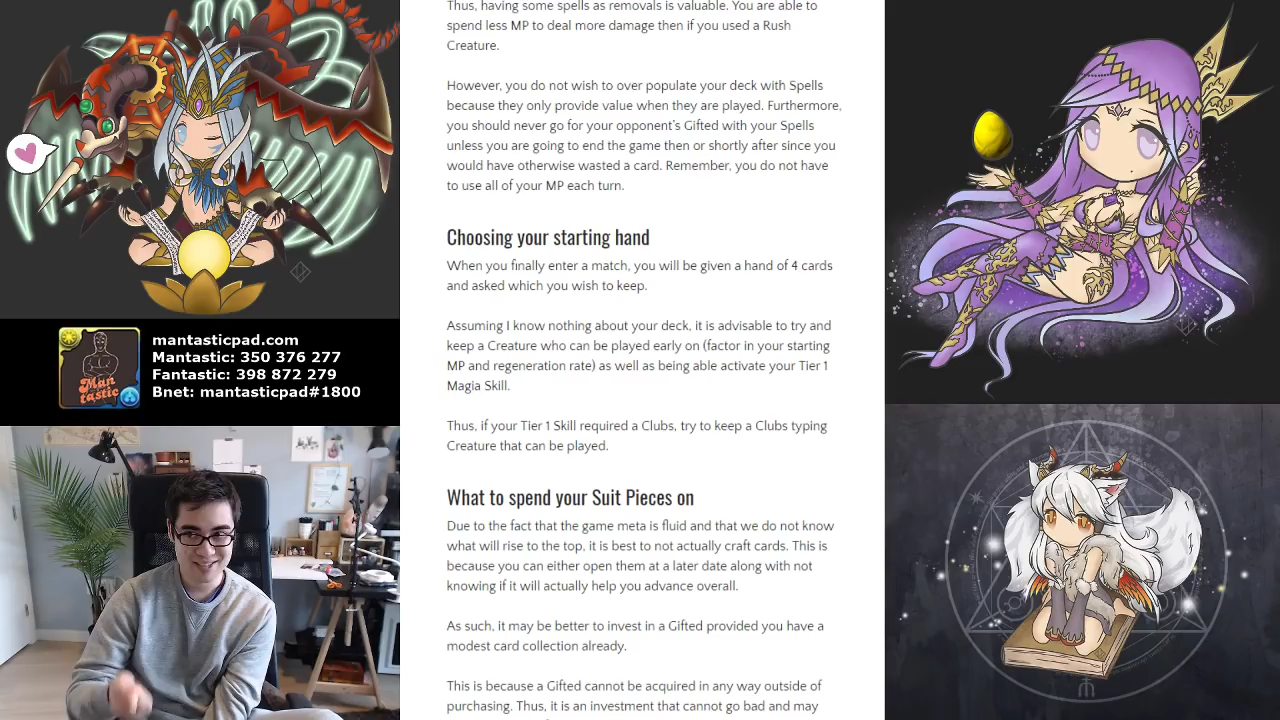 Thus, having some spells as removals is valuable. You are able to
spend less MP to deal more damage then if you used a Rush
Creature.
However, you do not wish to over populate your deck with Spells
because they only provide value when they are played. Furthermore,
you should never go for your opponent's Gifted with your Spells
unless you are going to end the game then or shortly after since you
would have otherwise wasted a card. Remember, you do not have
to use all of your MP each turn.
Choosing your starting hand
When you finally enter a match, you will be given a hand of 4 cards
and asked which you wish to keep.
Assuming I know nothing about your deck, it is advisable to try and
keep a Creature who can be played early on (factor in your starting
MP and regeneration rate) as well as being able activate your Tier 1
Magia Skill.
Thus, if your Tier 1 Skill required a Clubs, try to keep a Clubs typing
Creature that can be played.
What to spend your Suit Pieces on
Due to the fact that the game meta is fluid and that we do not know
what will rise to the top, it is best to not actually craft cards. This is
because you can either open them at a later date along with not
knowing if it will actually help you advance overall.
As such, it may be better to invest in a Gifted provided you have a
modest card collection already.
This is because a Gifted cannot be acquired in any way outside of
purchasing. Thus, it is an investment that cannot go bad and may
Man
tastic
mantasticpad.com
Mantastic: 350 376 277
Fantastic: 398 872 279
Bnet: mantasticpad#1800